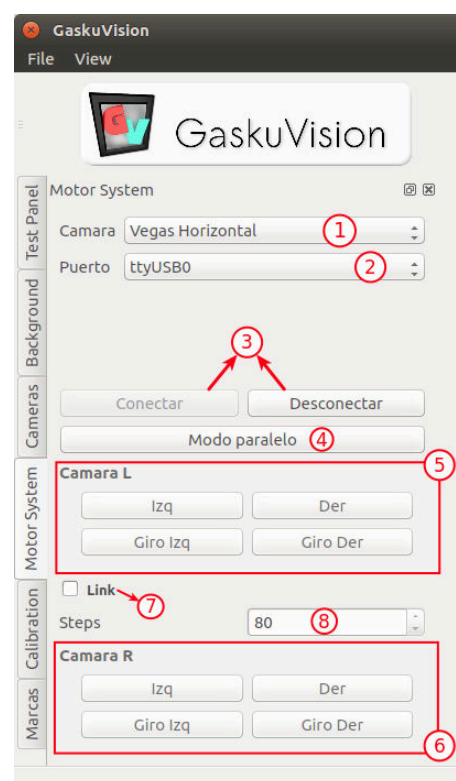 GaskuVision
File View
GV GaskuVision
Motor System
Camara Vegas Horizontal 1
Puerto ttyUSB0 2
3
Conectar Desconectar
Modo paralelo 4
Camara L 5
Izq Der
Giro Izq Giro Der
Link 7
Steps 80 8
Camara R
Izq Der
Giro Izq Giro Der
6
Test Panel
Background
Cameras
Motor System
Calibration
Marcas